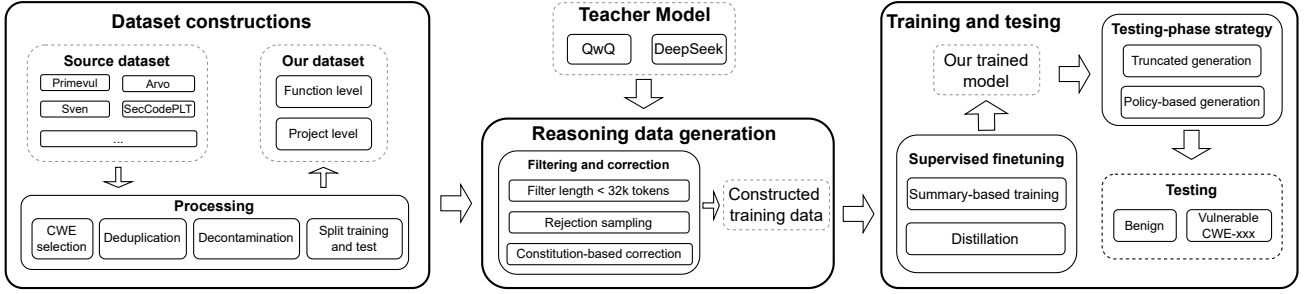 Dataset constructions
Source dataset
Primevul
Arvo
Sven
SecCodePLT
...
Our dataset
Function level
Project level
Processing
CWE
selection
Deduplication
Decontamination
Split training
and test
Teacher Model
QwQ
DeepSeek
Reasoning data generation
Filtering and correction
Filter length < 32k tokens
Rejection sampling
Constitution-based correction
Constructed
training data
Training and tesing
Our trained
model
Supervised finetuning
Summary-based training
Distillation
Testing-phase strategy
Truncated generation
Policy-based generation
Testing
Benign
Vulnerable
CWE-xxx